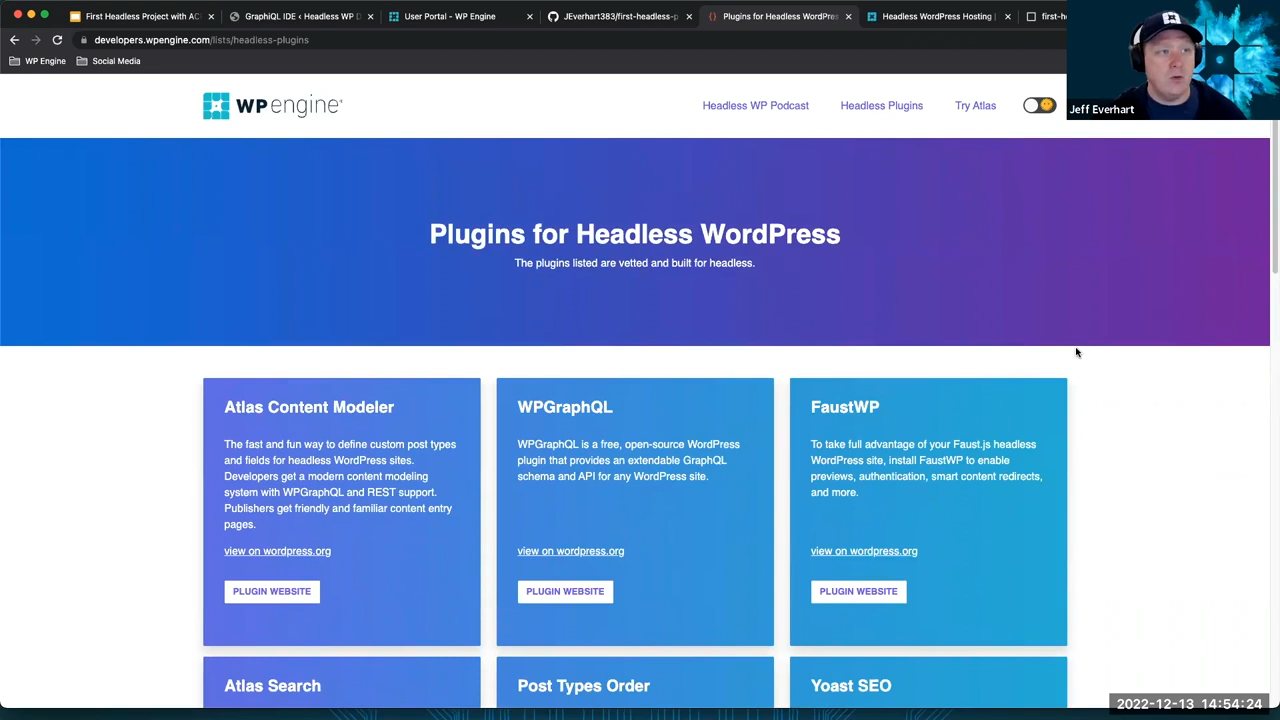 First Headless Project with AC
GraphiQL IDE ‹ Headless WP D
User Portal - WP Engine
JEverhart383/first-headless-p
Plugins for Headless WordPres
Headless WordPress Hosting |
first-he
developers.wpengine.com/lists/headless-plugins
WP Engine
Social Media
Jeff Everhart
WP engine®
Headless WP Podcast
Headless Plugins
Try Atlas
Plugins for Headless WordPress
The plugins listed are vetted and built for headless.
Atlas Content Modeler
The fast and fun way to define custom post types
and fields for headless WordPress sites.
Developers get a modern content modeling
system with WPGraphQL and REST support.
Publishers get friendly and familiar content entry
pages.
view on wordpress.org
PLUGIN WEBSITE
WPGraphQL
WPGraphQL is a free, open-source WordPress
plugin that provides an extendable GraphQL
schema and API for any WordPress site.
view on wordpress.org
PLUGIN WEBSITE
FaustWP
To take full advantage of your Faust.js headless
WordPress site, install FaustWP to enable
previews, authentication, smart content redirects,
and more.
view on wordpress.org
PLUGIN WEBSITE
Atlas Search
Post Types Order
Yoast SEO
2022-12-13 14:54:24